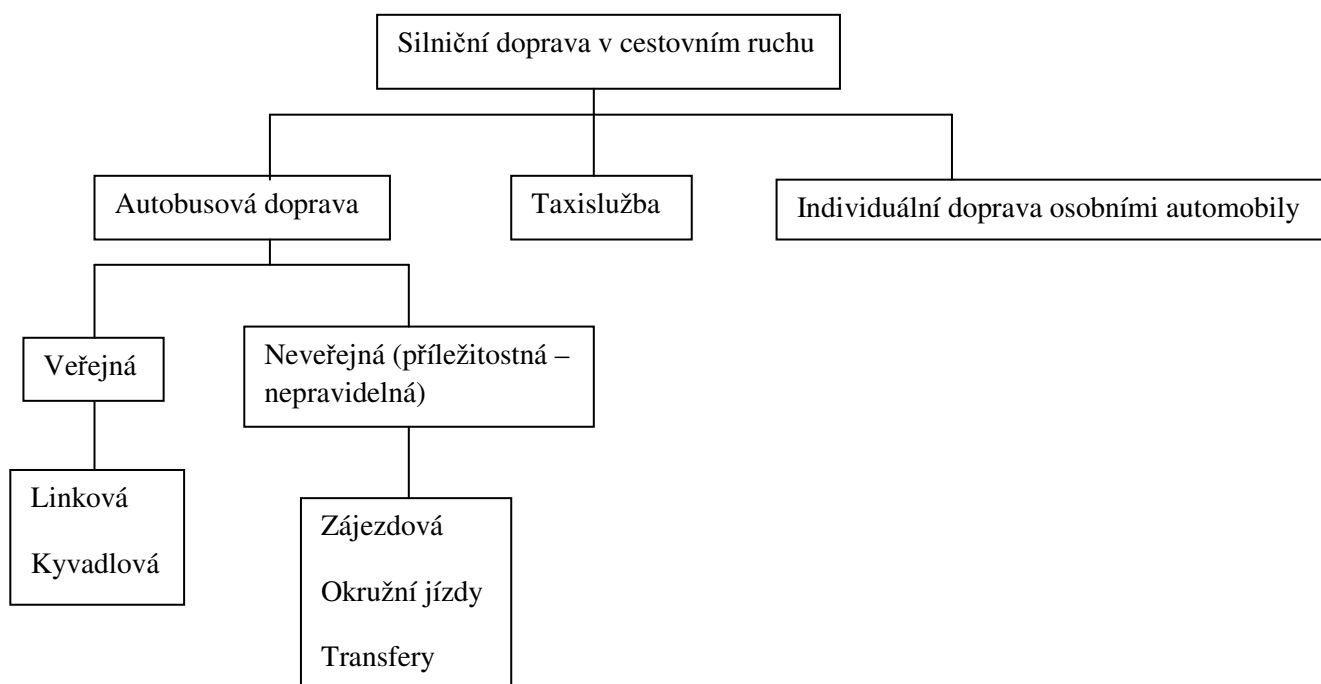 Silniční doprava v cestovním ruchu
Autobusová doprava
Taxislužba
Individuální doprava osobními automobily
Veřejná
Neveřejná (příležitostná –
nepravidelná)
Linková
Kyvadlová
Zájezdová
Okružní jízdy
Transfery